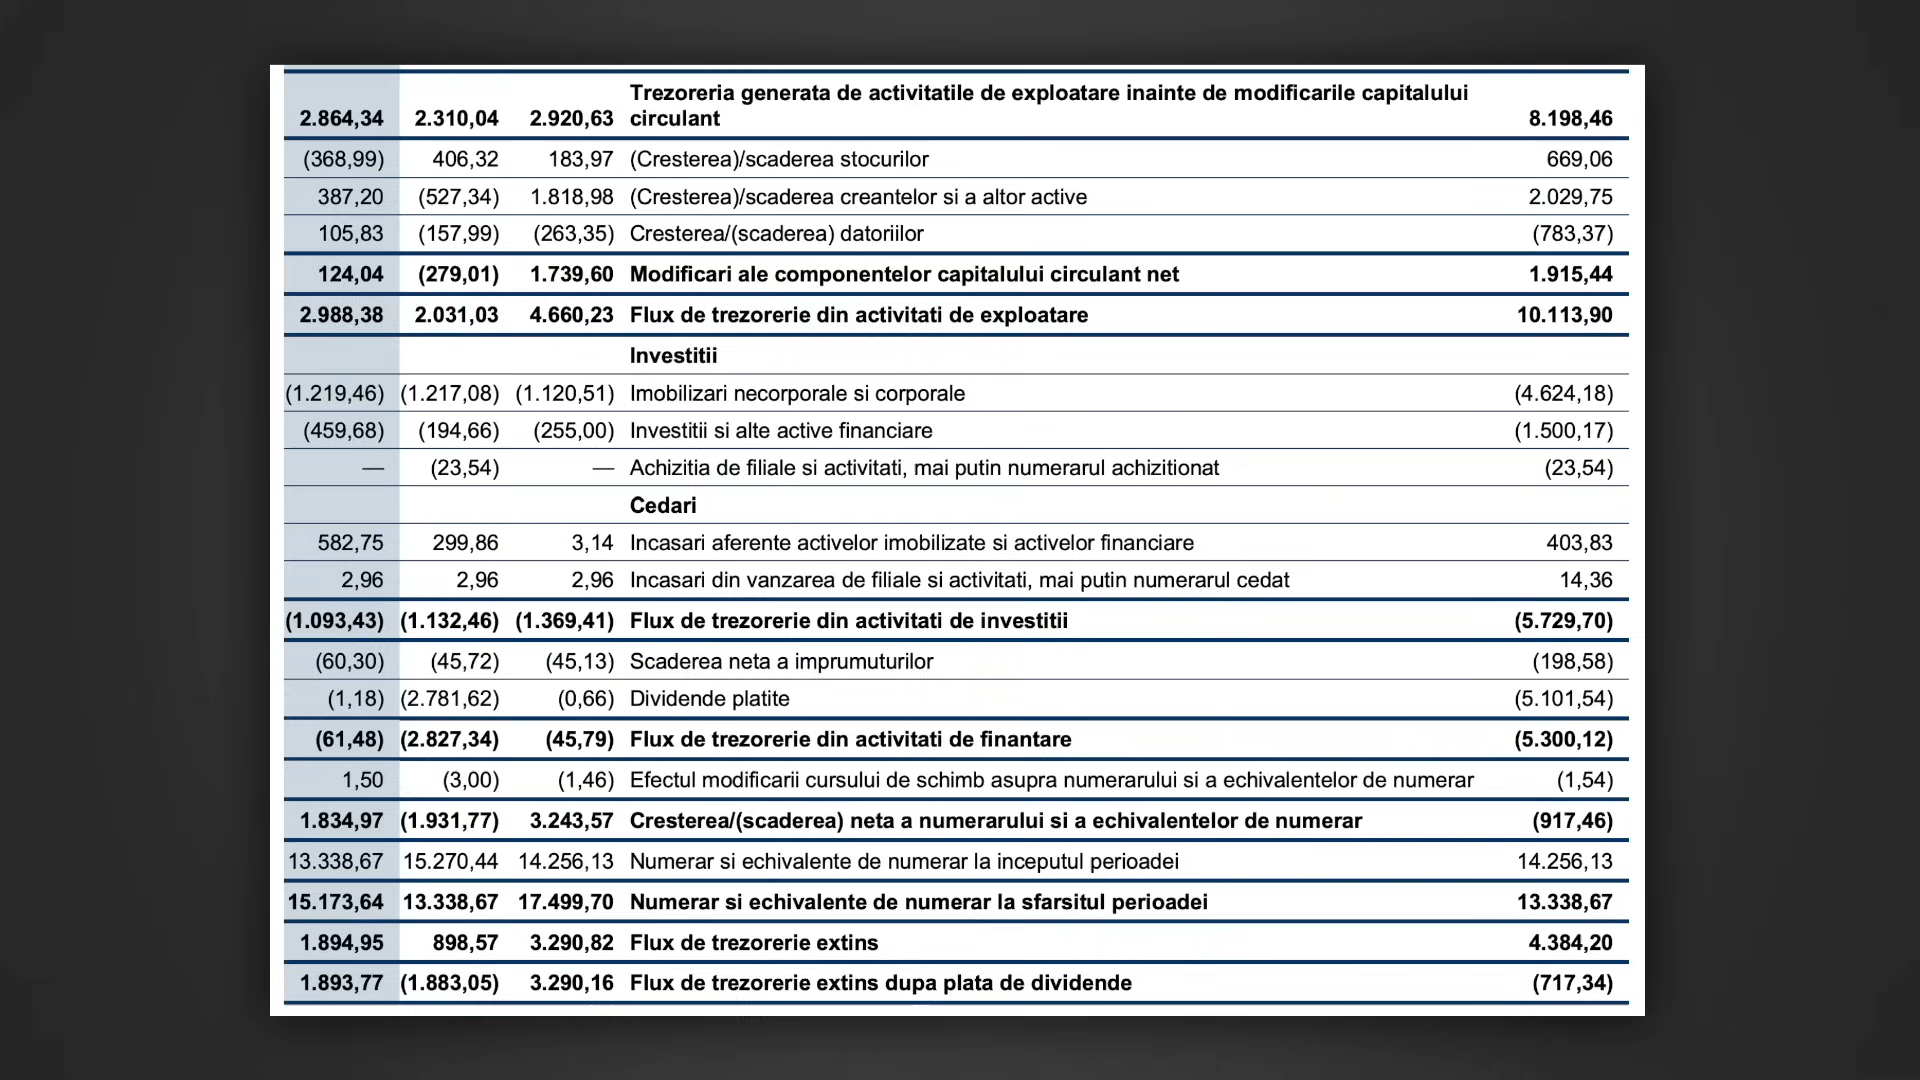 Trezoreria generata de activitatile de exploatare inainte de modificarile capitalului
2.864,34 2.310,04 2.920,63 circulant 8.198,46
(368,99) 406,32 183,97 (Cresterea)/scaderea stocurilor 669,06
387,20 (527,34) 1.818,98 (Cresterea)/scaderea creantelor si a altor active 2.029,75
105,83 (157,99) (263,35) Cresterea/(scaderea) datoriilor (783,37)
124,04 (279,01) 1.739,60 Modificari ale componentelor capitalului circulant net 1.915,44
2.988,38 2.031,03 4.660,23 Flux de trezorerie din activitati de exploatare 10.113,90
Investitii
(1.219,46) (1.217,08) (1.120,51) Imobilizari necorporale si corporale (4.624,18)
(459,68) (194,66) (255,00) Investitii si alte active financiare (1.500,17)
— (23,54) — Achizitia de filiale si activitati, mai putin numerarul achizitionat (23,54)
Cedari
582,75 299,86 3,14 Incasari aferente activelor imobilizate si activelor financiare 403,83
2,96 2,96 2,96 Incasari din vanzarea de filiale si activitati, mai putin numerarul cedat 14,36
(1.093,43) (1.132,46) (1.369,41) Flux de trezorerie din activitati de investitii (5.729,70)
(60,30) (45,72) (45,13) Scaderea neta a imprumuturilor (198,58)
(1,18) (2.781,62) (0,66) Dividende platite (5.101,54)
(61,48) (2.827,34) (45,79) Flux de trezorerie din activitati de finantare (5.300,12)
1,50 (3,00) (1,46) Efectul modificarii cursului de schimb asupra numerarului si a echivalentelor de numerar (1,54)
1.834,97 (1.931,77) 3.243,57 Cresterea/(scaderea) neta a numerarului si a echivalentelor de numerar (917,46)
13.338,67 15.270,44 14.256,13 Numerar si echivalente de numerar la inceputul perioadei 14.256,13
15.173,64 13.338,67 17.499,70 Numerar si echivalente de numerar la sfarsitul perioadei 13.338,67
1.894,95 898,57 3.290,82 Flux de trezorerie extins 4.384,20
1.893,77 (1.883,05) 3.290,16 Flux de trezorerie extins dupa plata de dividende (717,34)